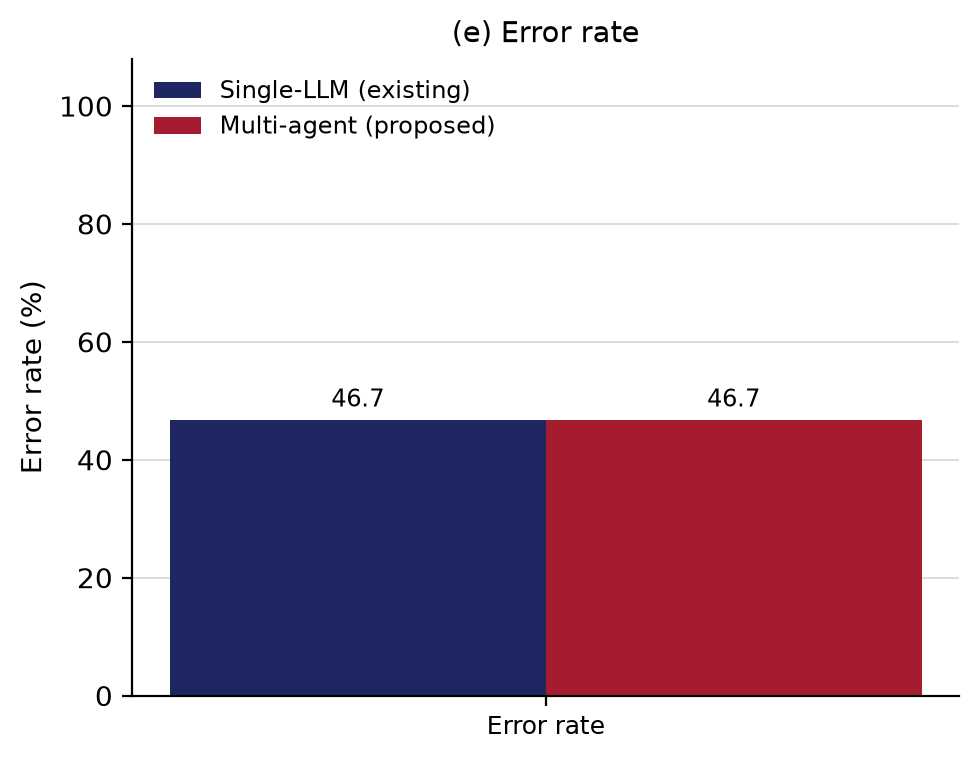 (e) Error rate
Single-LLM (existing)
Multi-agent (proposed)
Error rate (%)
100
80
60
40
20
0
46.7
46.7
Error rate